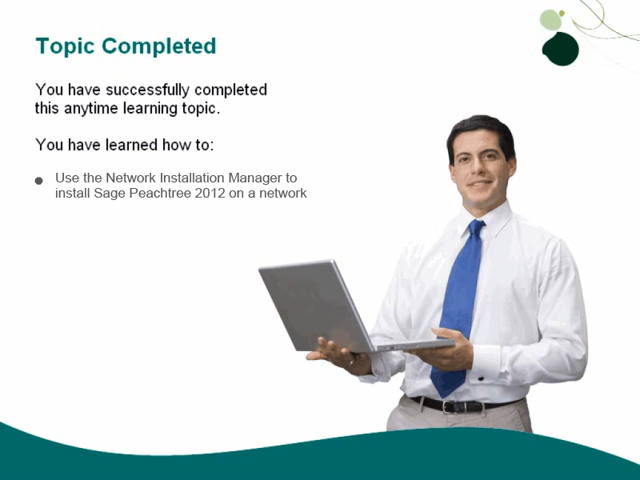 Topic Completed
You have successfully completed
this anytime learning topic.
You have learned how to:
Use the Network Installation Manager to
install Sage Peachtree 2012 on a network